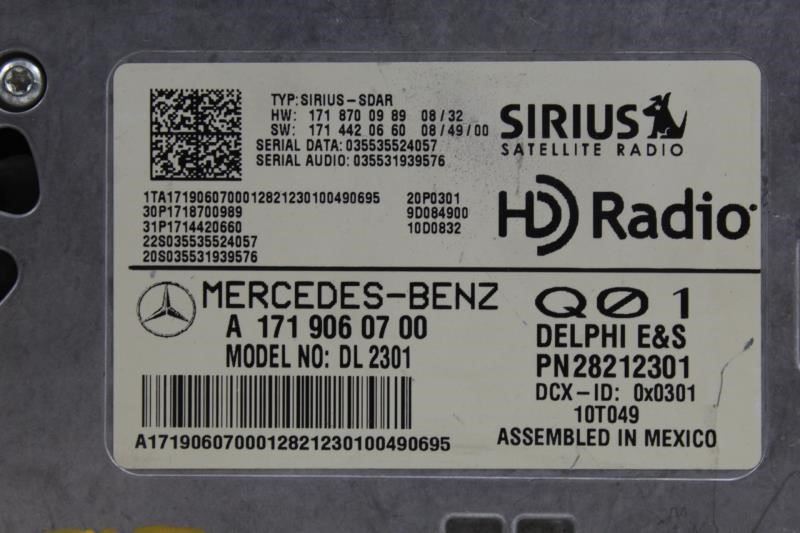 TYP: SIRIUS-SDAR
HW: 171 870 09 89 08/32
SW: 171 442 06 60 08/49/00
SERIAL DATA: 035535524057
SERIAL AUDIO: 035531939576
SIRIUS
SATELLITE RADIO
1TA1719060700012821230100490695 20P0301
30P1718700989 9D084900
31P1714420660 10D0832
22S035535524057
20S035531939576
HD Radio
MERCEDES-BENZ
A 171 906 07 00
MODEL NO: DL 2301
A1719060700012821230100490695
Q01
DELPHI E&S
PN28212301
DCX-ID: 0x0301
10T049
ASSEMBLED IN MEXICO